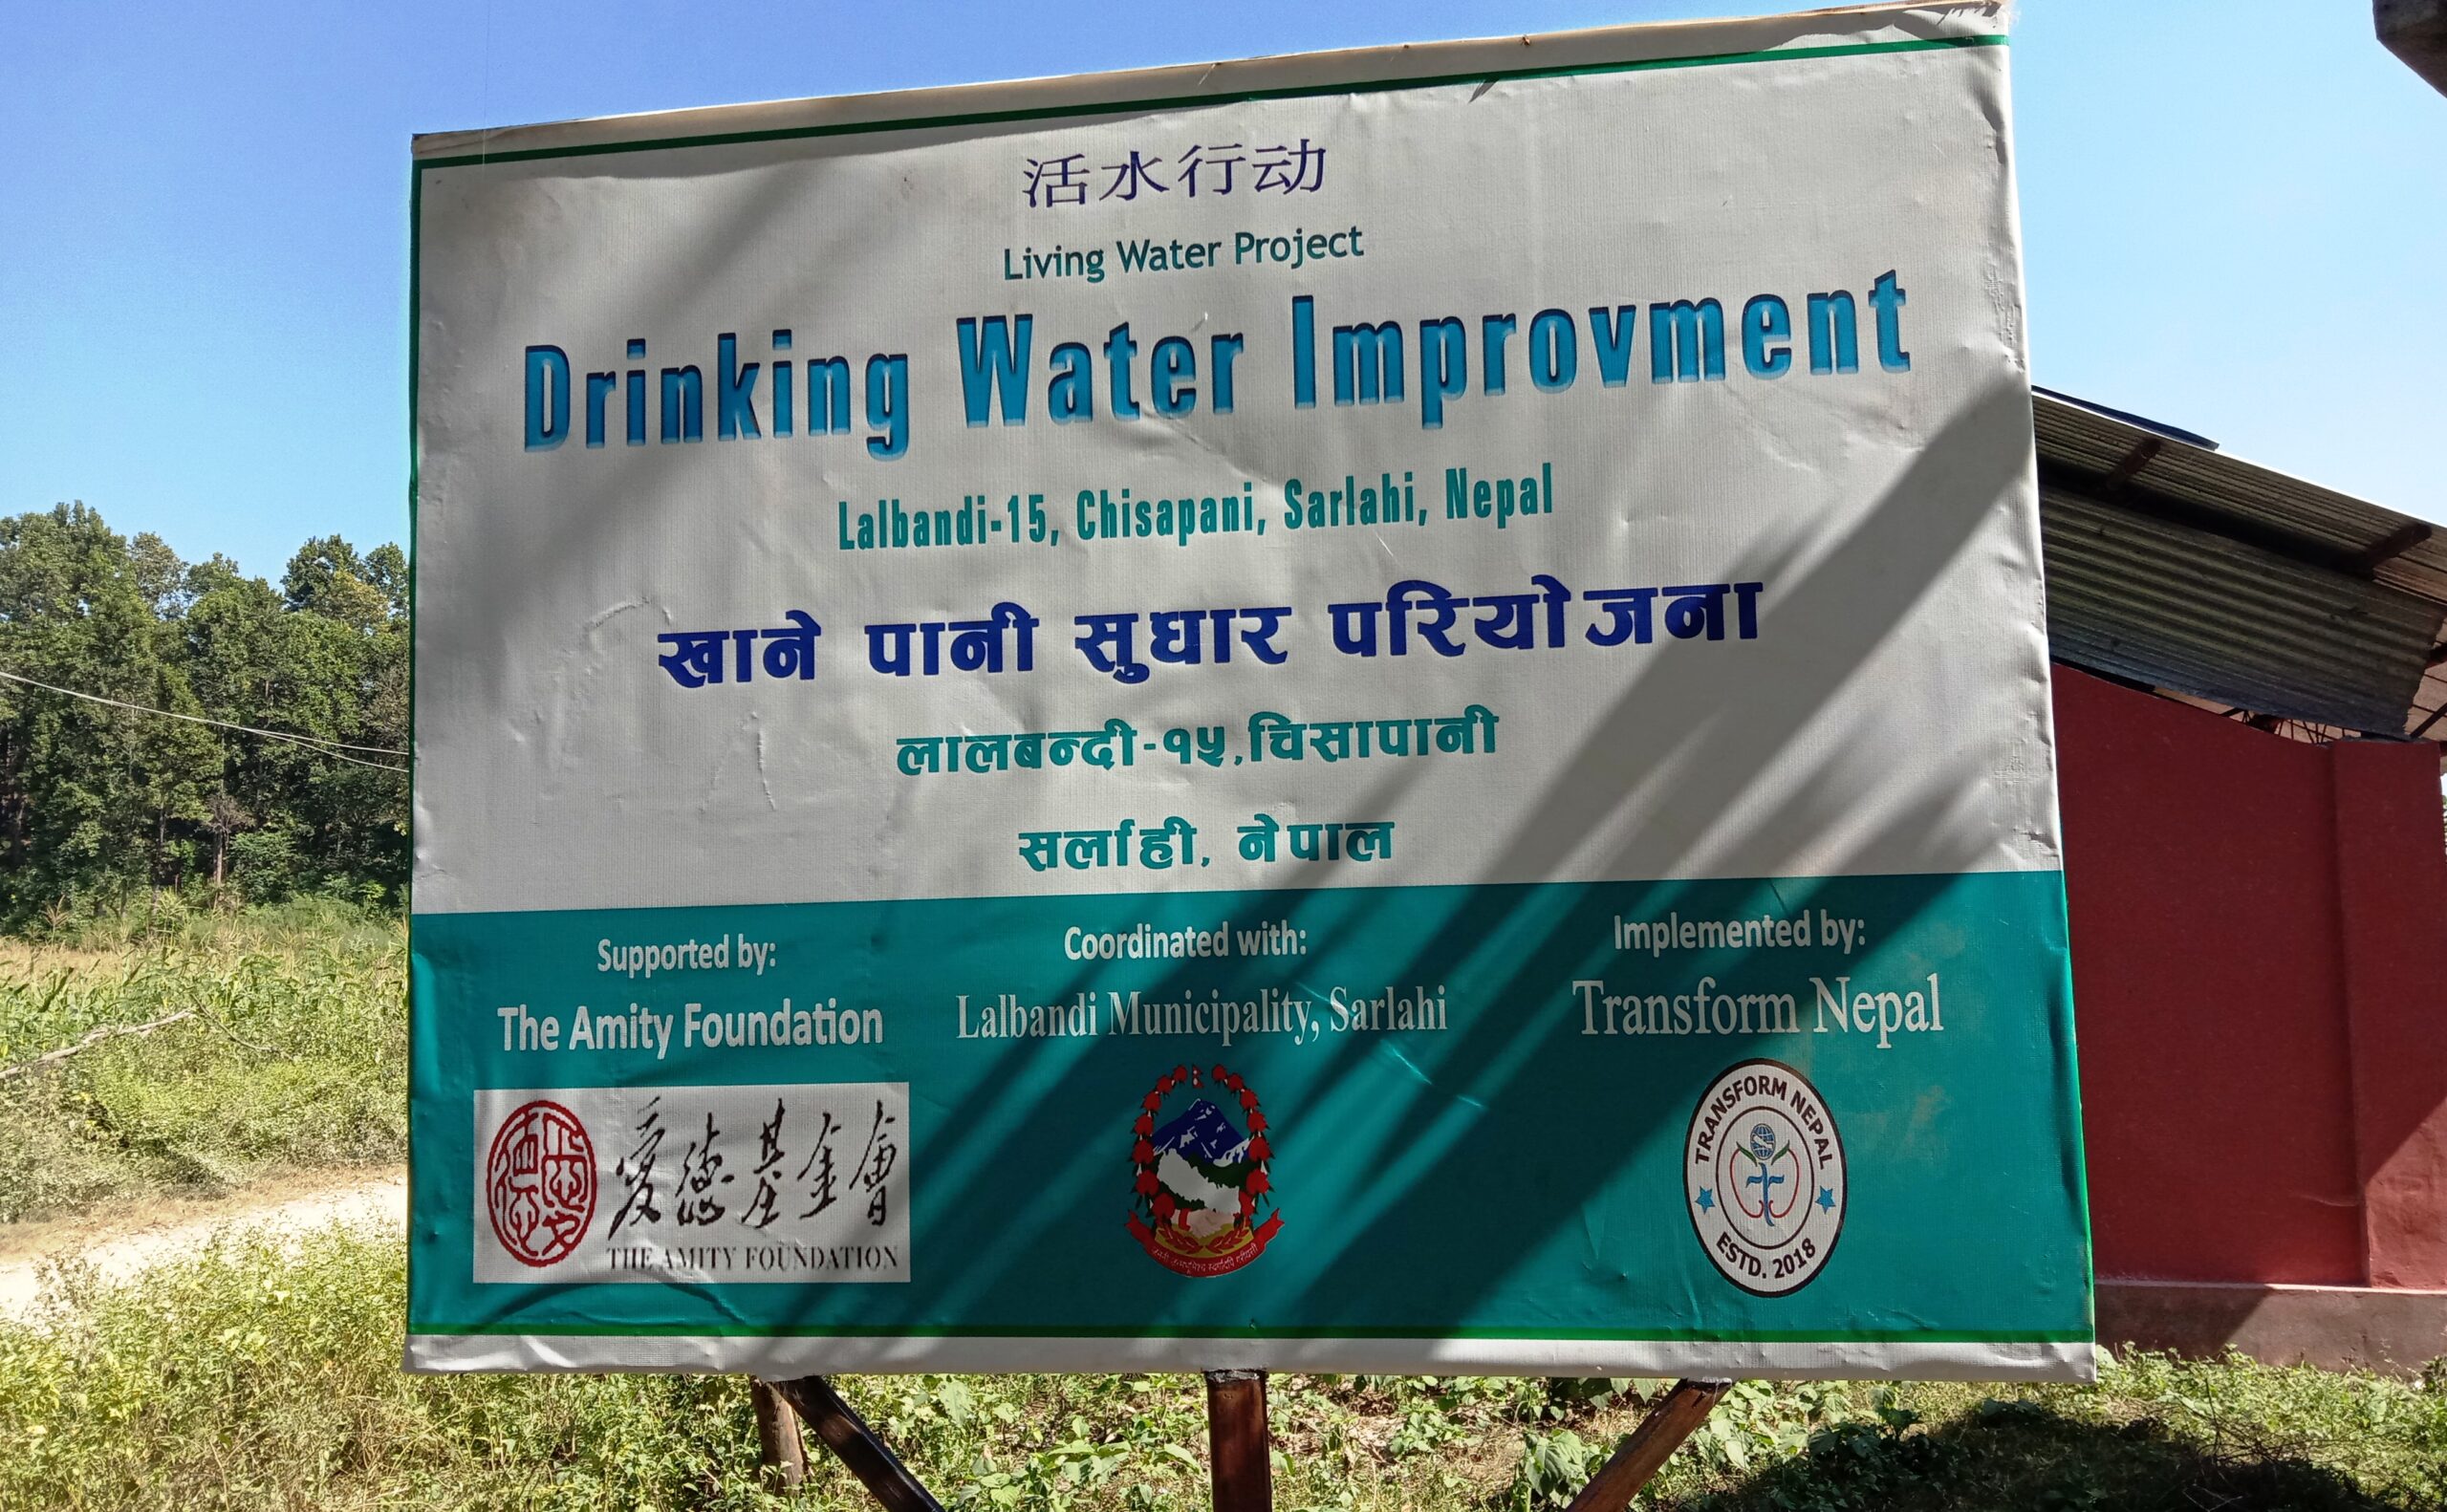 活水行动
Living Water Project
Drinking Water Improvment
Lalbandi-15, Chisapani, Sarlahi, Nepal
खाने पानी सुधार परियोजना
लालबन्दी-१५,चिसापानी
सर्लाही, नेपाल
Supported by:
The Amity Foundation
愛德基金會
THE AMITY FOUNDATION
Coordinated with:
Lalbandi Municipality, Sarlahi
Implemented by:
Transform Nepal
TRANSFORM NEPAL
ESTD. 2018